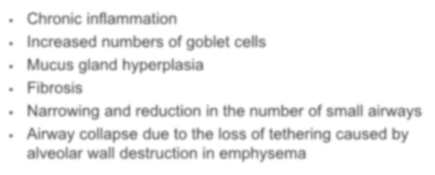 • Chronic inflammation
• Increased numbers of goblet cells
• Mucus gland hyperplasia
• Fibrosis
• Narrowing and reduction in the number of small airways
• Airway collapse due to the loss of tethering caused by
alveolar wall destruction in emphysema